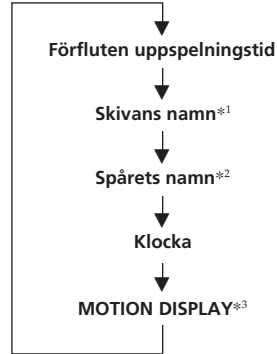 Förfluten uppspelningstid
Skivans namn*1
Spårets namn*2
Klocka
MOTION DISPLAY*3